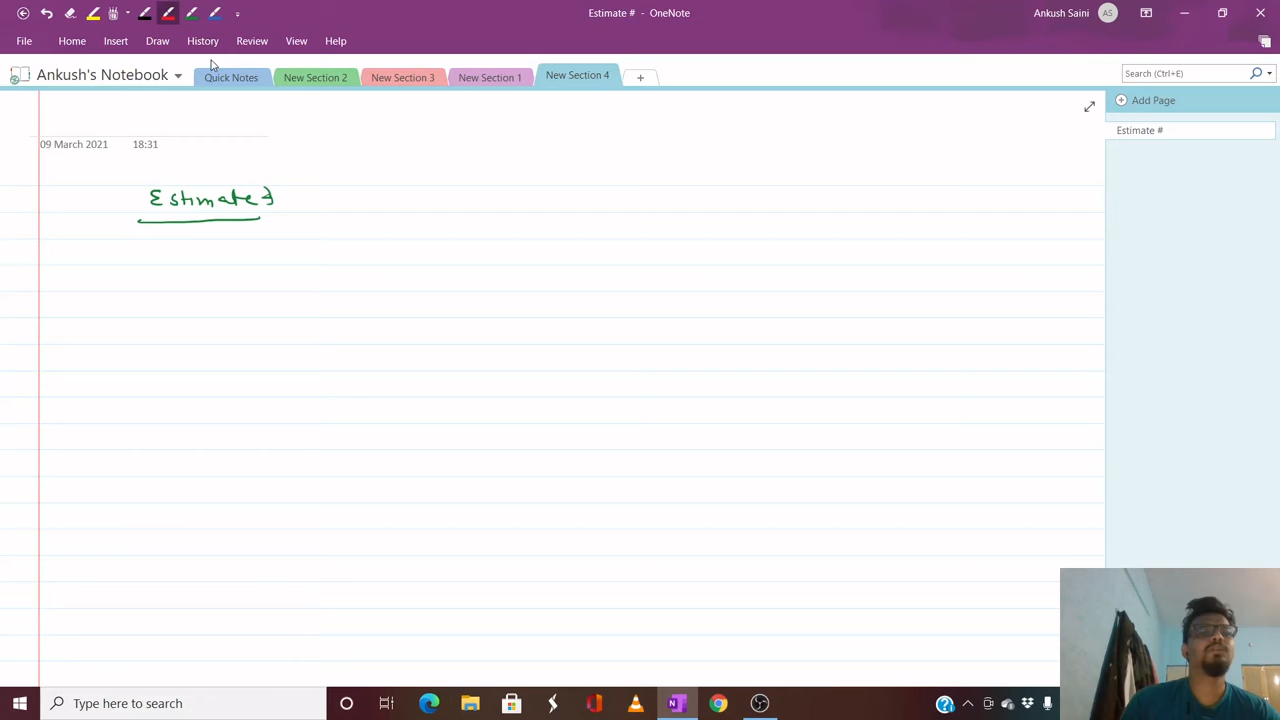 Estimate # - OneNote
Ankush Saini AS
File Home Insert Draw History Review View Help
Ankush's Notebook
Quick Notes
New Section 2
New Section 3
New Section 1
New Section 4
Search (Ctrl+E)
Add Page
Estimate #
09 March 2021 18:31
Estimate
Type here to search